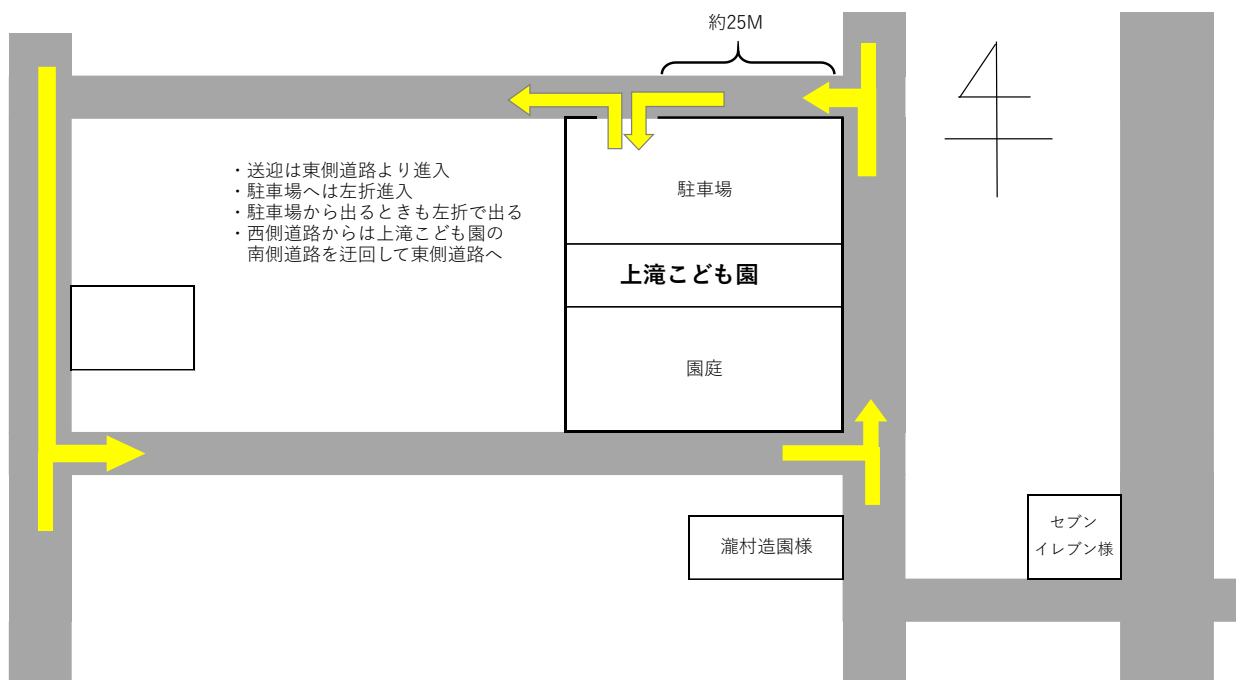 約25M
・送迎は東側道路より進入
・駐車場へは左折進入
・駐車場から出るときも左折で出る
・西側道路からは上滝こども園の
南側道路を迂回して東側道路へ
駐車場
上滝こども園
園庭
瀧村造園様
セブン
イレブン様